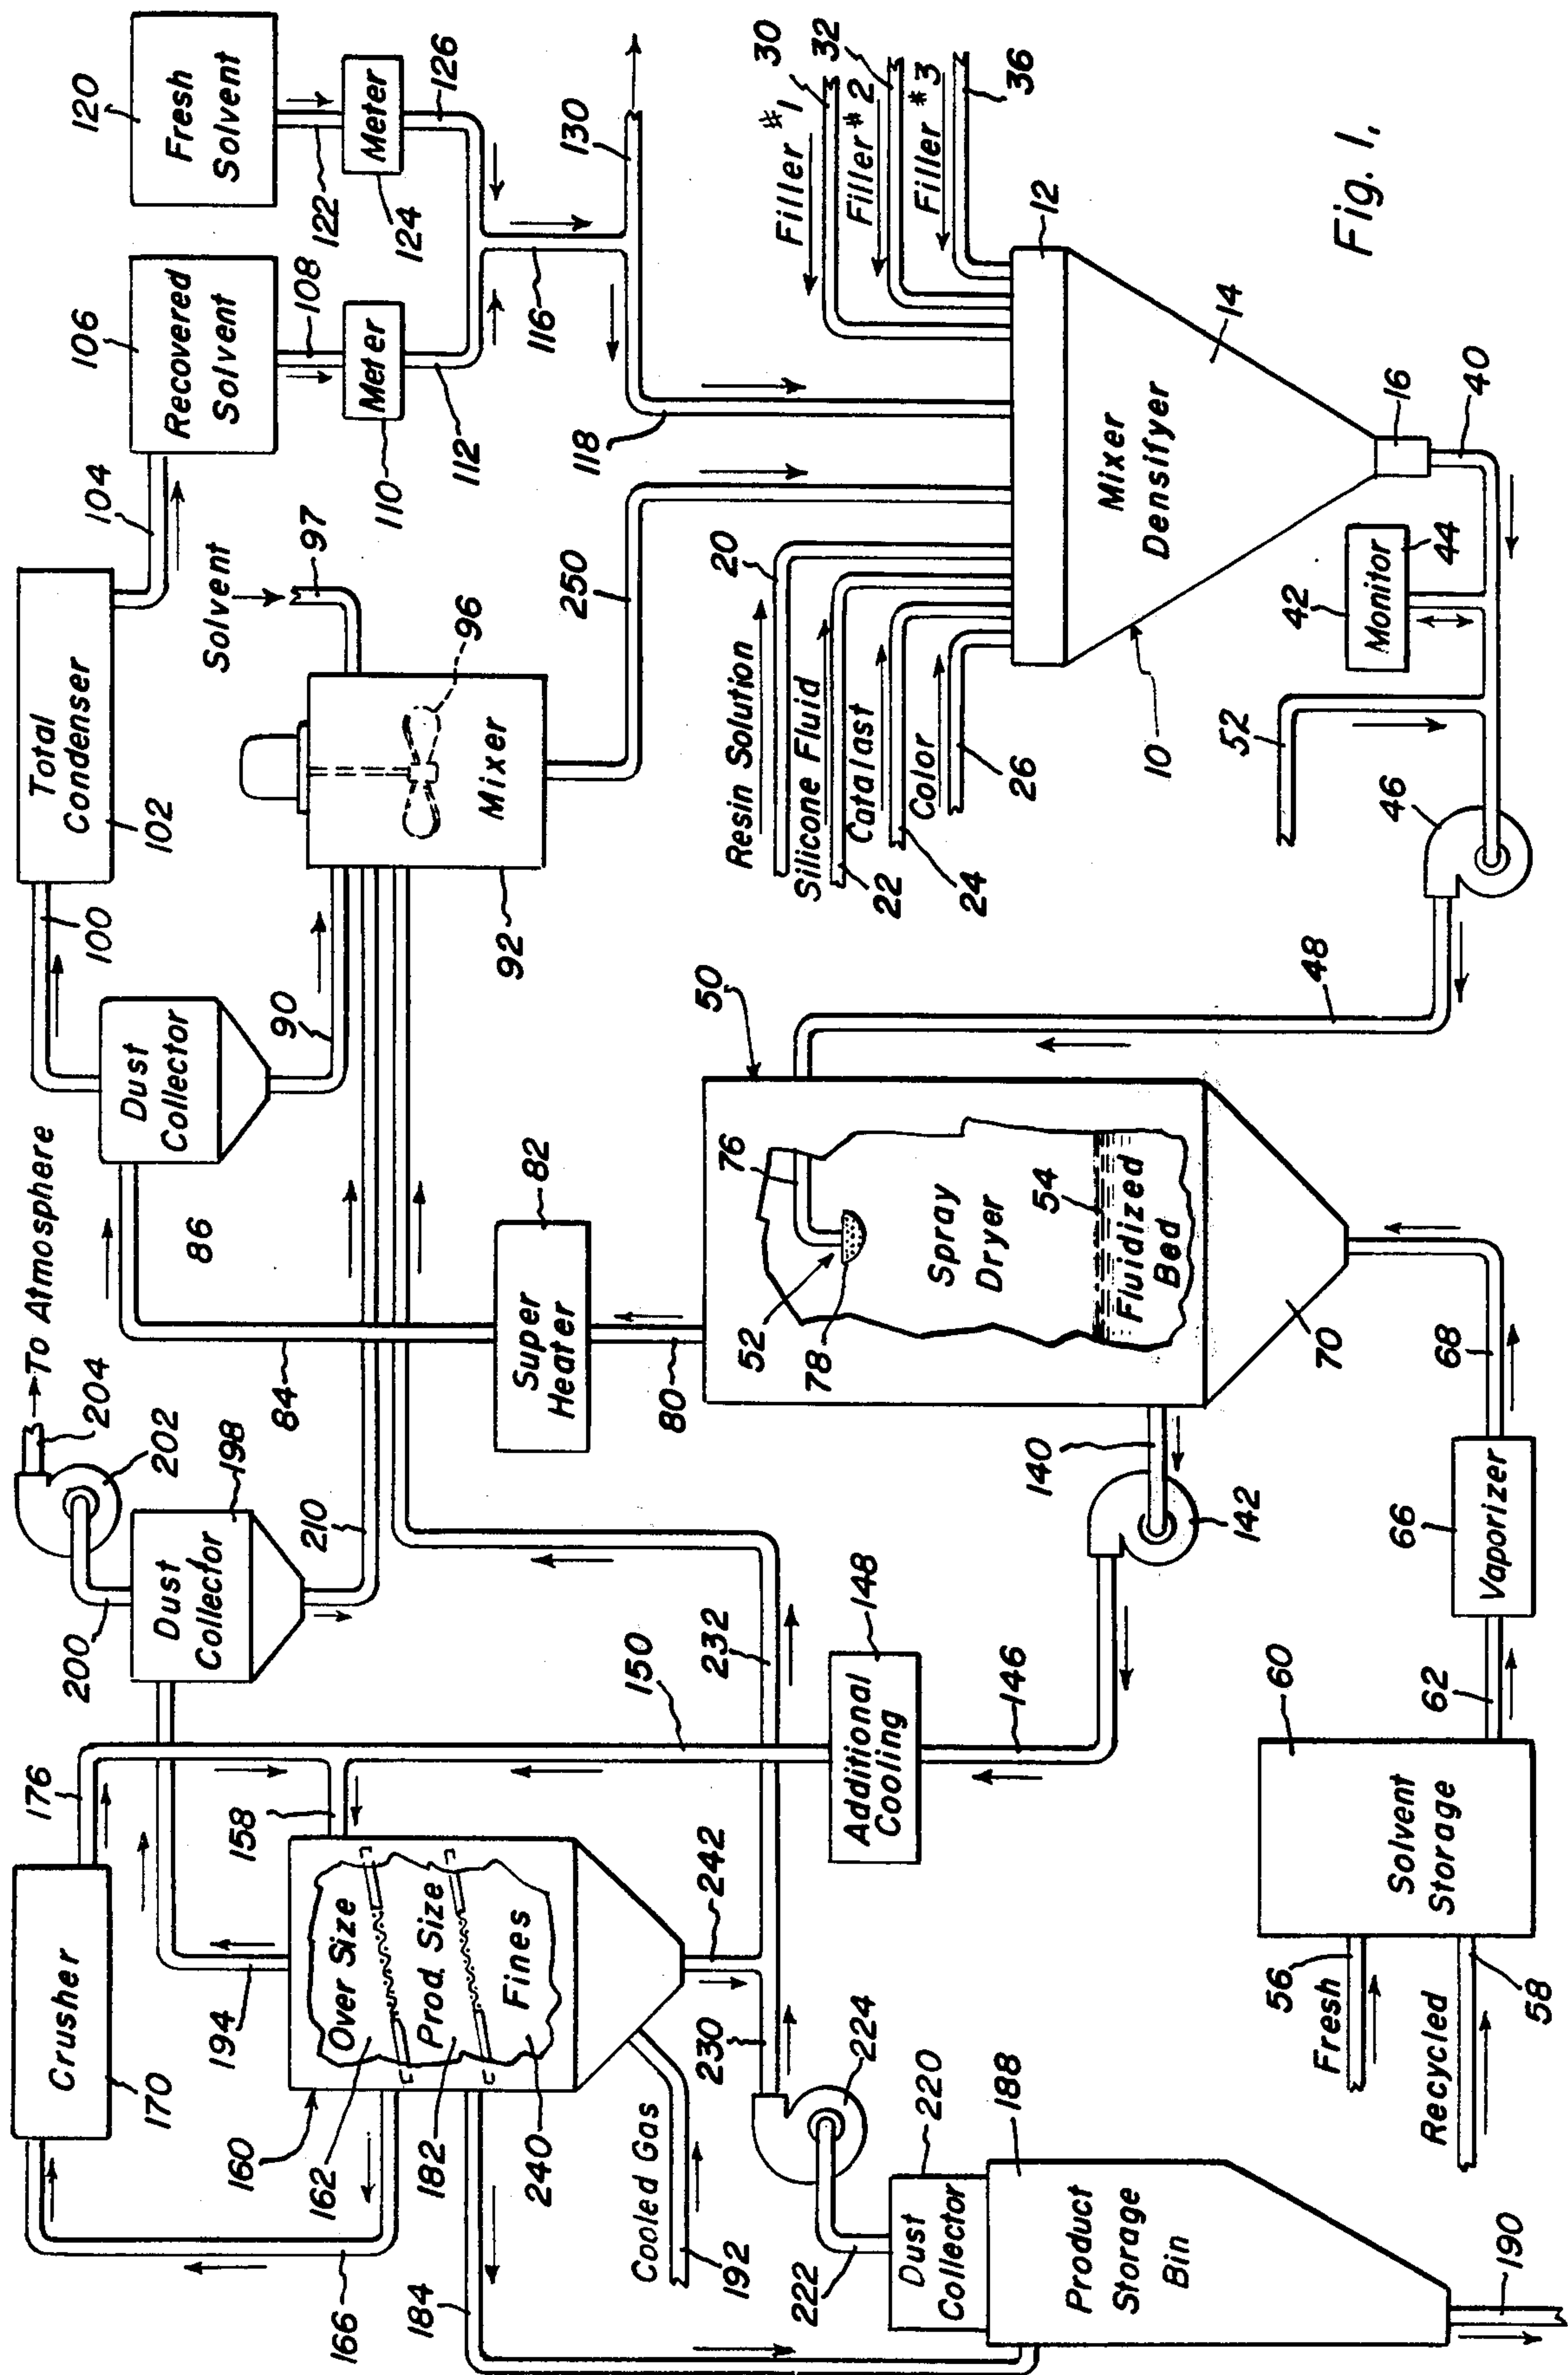 Crusher
170
176
166
194
160
162
Over Size
Prod. Size
Fines
182
240
158
184
Cooled Gas
192
242
230
224
222
220
Dust
Collector
188
Product
Storage
Bin
190
200
202
204
To Atmosphere
Dust
Collector
198
210
232
150
148
Additional
Cooling
146
142
140
84
86
Super
Heater
82
80
Dust
Collector
90
100
Total
Condenser
102
104
Solvent
97
96
Mixer
92
250
106
Recovered
Solvent
108
Meter
110
112
120
Fresh
Solvent
122
Meter
124
126
116
118
130
Filler #1
30
Filler #2
32
Filler #3
36
Resin Solution
20
Silicone Fluid
22
Catalast
24
Color
26
12
14
Mixer
Densifyer
10
16
40
Monitor
42
44
52
46
48
50
76
52
78
Spray
Dryer
54
Fluidized
Bed
70
68
Vaporizer
66
62
60
Solvent
Storage
56
Fresh
58
Recycled
Fig. 1.